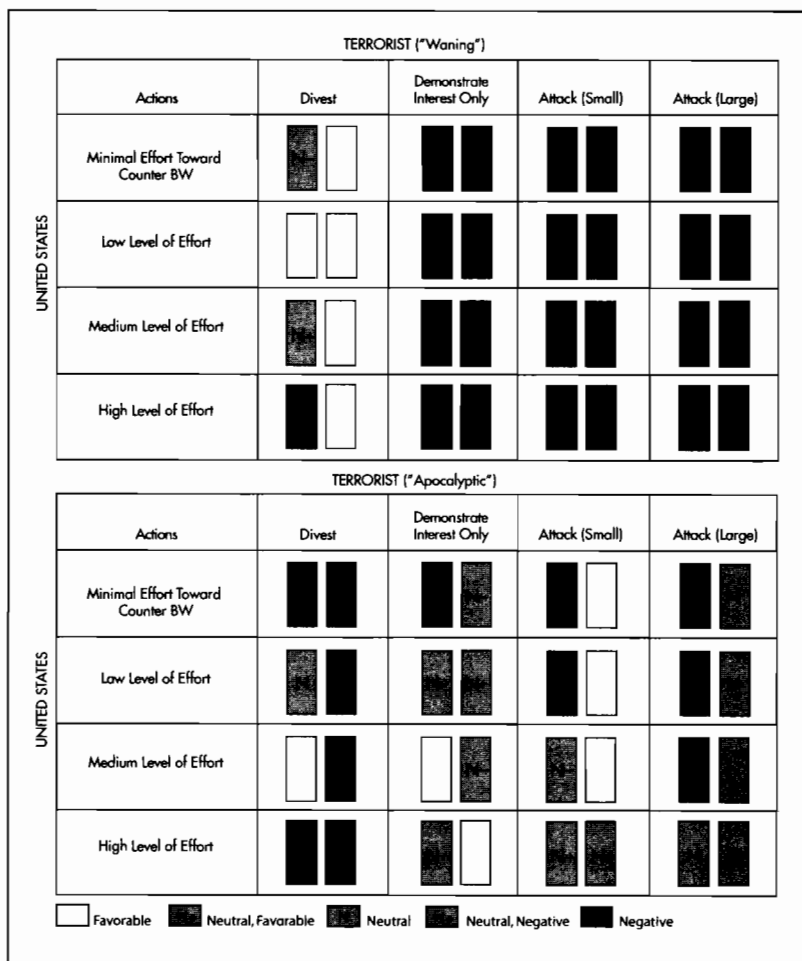 TERRORIST ("Waning")
Actions
Divest
Demonstrate
Interest Only
Attack (Small)
Attack (Large)
UNITED STATES
Minimal Effort Toward
Counter BW
Low Level of Effort
Medium Level of Effort
High Level of Effort
TERRORIST ("Apocalyptic")
Actions
Divest
Demonstrate
Interest Only
Attack (Small)
Attack (Large)
UNITED STATES
Minimal Effort Toward
Counter BW
Low Level of Effort
Medium Level of Effort
High Level of Effort
Favorable
Neutral, Favorable
Neutral
Neutral, Negative
Negative